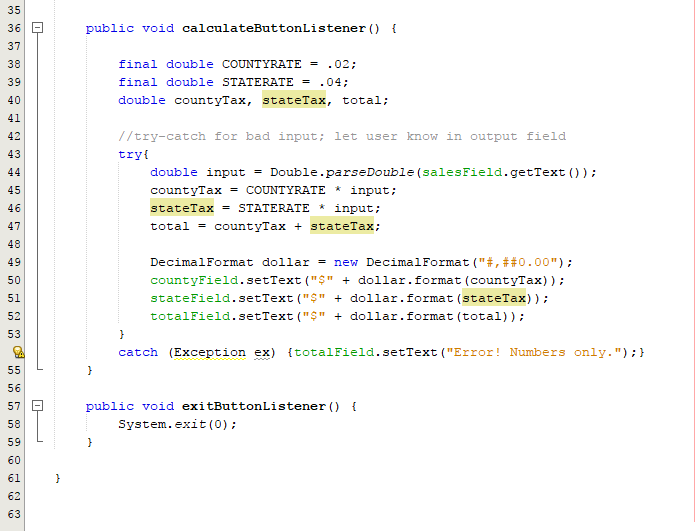 35
36 public void calculateButtonListener() {
37
38 final double COUNTYRATE = .02;
39 final double STATERATE = .04;
40 double countyTax, stateTax, total;
41
42 //try-catch for bad input; let user know in output field
43 try{
44 double input = Double.parseDouble(salesField.getText());
45 countyTax = COUNTYRATE * input;
46 stateTax = STATERATE * input;
47 total = countyTax + stateTax;
48
49 DecimalFormat dollar = new DecimalFormat("#,##0.00");
50 countyField.setText("$" + dollar.format(countyTax));
51 stateField.setText("$" + dollar.format(stateTax));
52 totalField.setText("$" + dollar.format(total));
53 }
catch (Exception ex) {totalField.setText("Error! Numbers only.");}
55 }
56
57 public void exitButtonListener() {
58 System.exit(0);
59 }
60
61 }
62
63